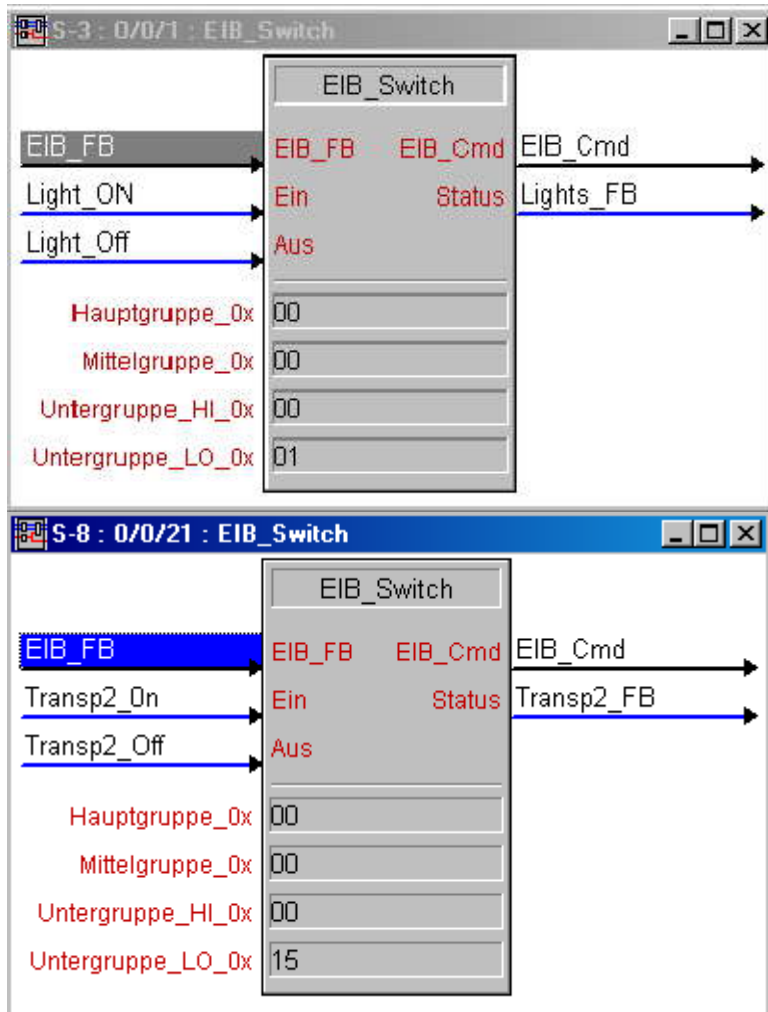 S-3 : 0/0/1 : EIB_Switch
EIB_Switch
EIB_FB EIB_FB EIB_Cmd EIB_Cmd
Light_ON Ein Status Lights_FB
Light_Off Aus
Hauptgruppe_0x 00
Mittelgruppe_0x 00
Untergruppe_HI_0x 00
Untergruppe_LO_0x 01
S-8 : 0/0/21 : EIB_Switch
EIB_Switch
EIB_FB EIB_FB EIB_Cmd EIB_Cmd
Transp2_On Ein Status Transp2_FB
Transp2_Off Aus
Hauptgruppe_0x 00
Mittelgruppe_0x 00
Untergruppe_HI_0x 00
Untergruppe_LO_0x 15